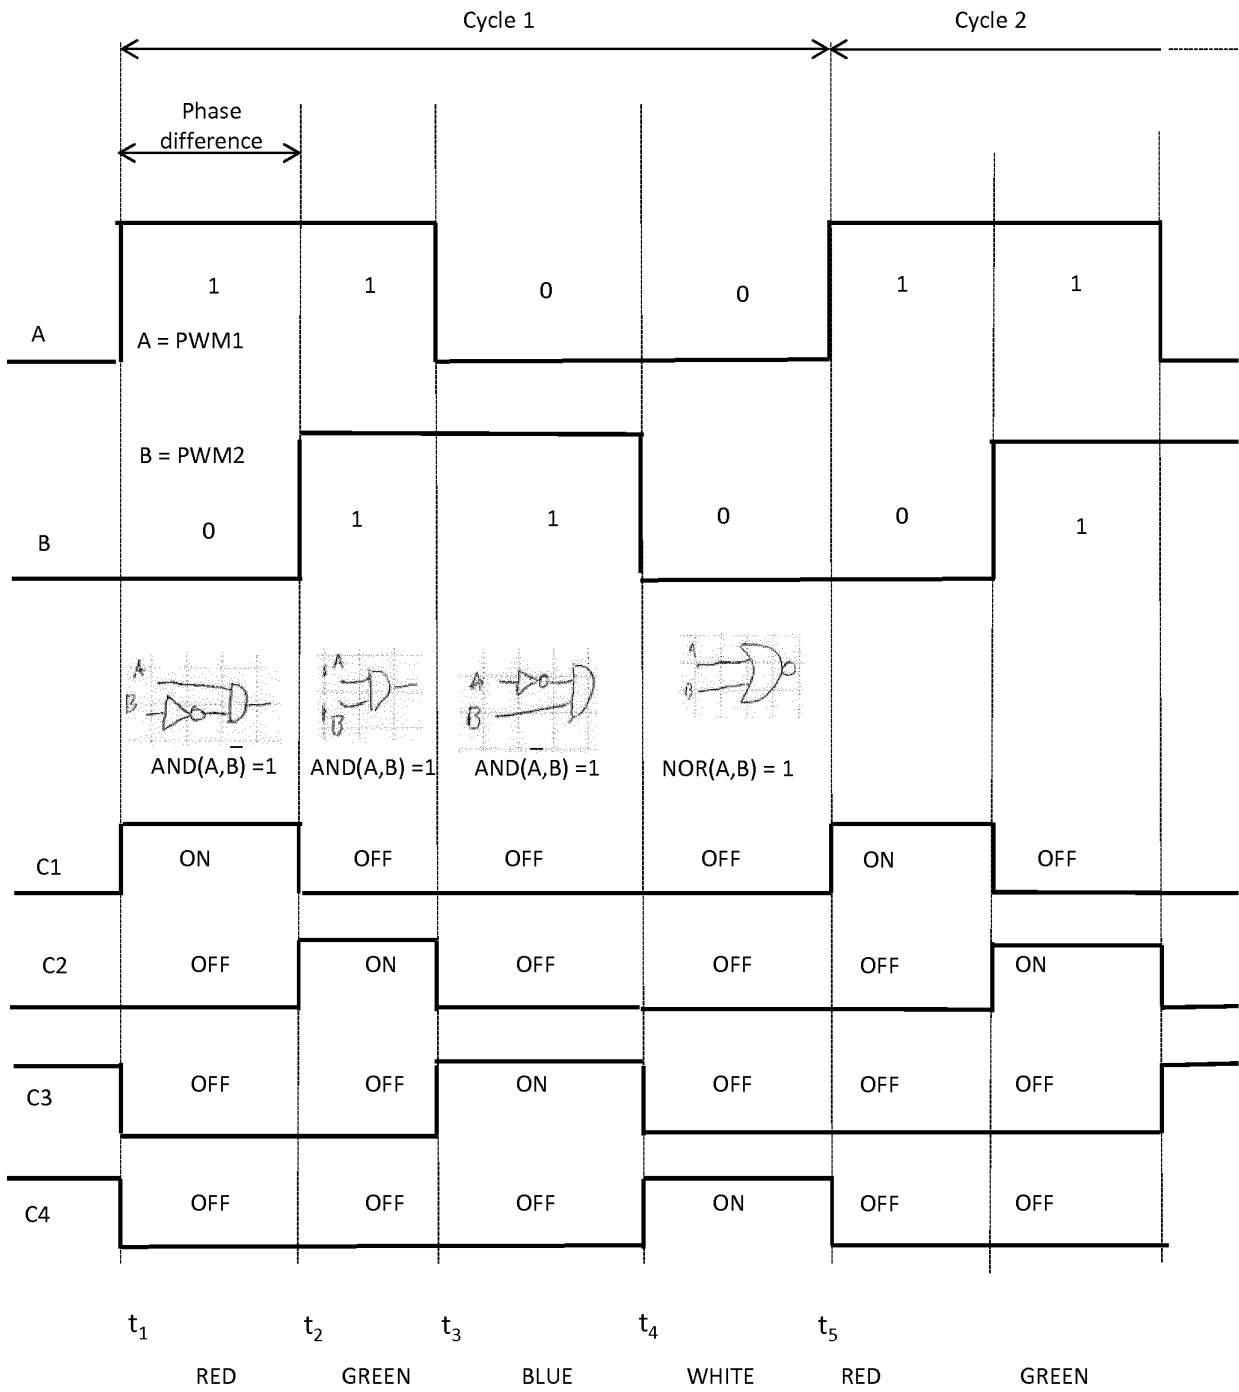 Cycle 1 Cycle 2
Phase
difference
1 1 0 0 1 1
A
A = PWM1
B = PWM2
0 1 1 0 0 1
B
A A A A
B B B B
AND(A,B̅) =1 AND(A,B) =1 AND(A̅,B) =1 NOR(A,B) = 1
C1 ON OFF OFF OFF ON OFF
C2 OFF ON OFF OFF OFF ON
C3 OFF OFF ON OFF OFF OFF
C4 OFF OFF OFF ON OFF OFF
t1 t2 t3 t4 t5
RED GREEN BLUE WHITE RED GREEN